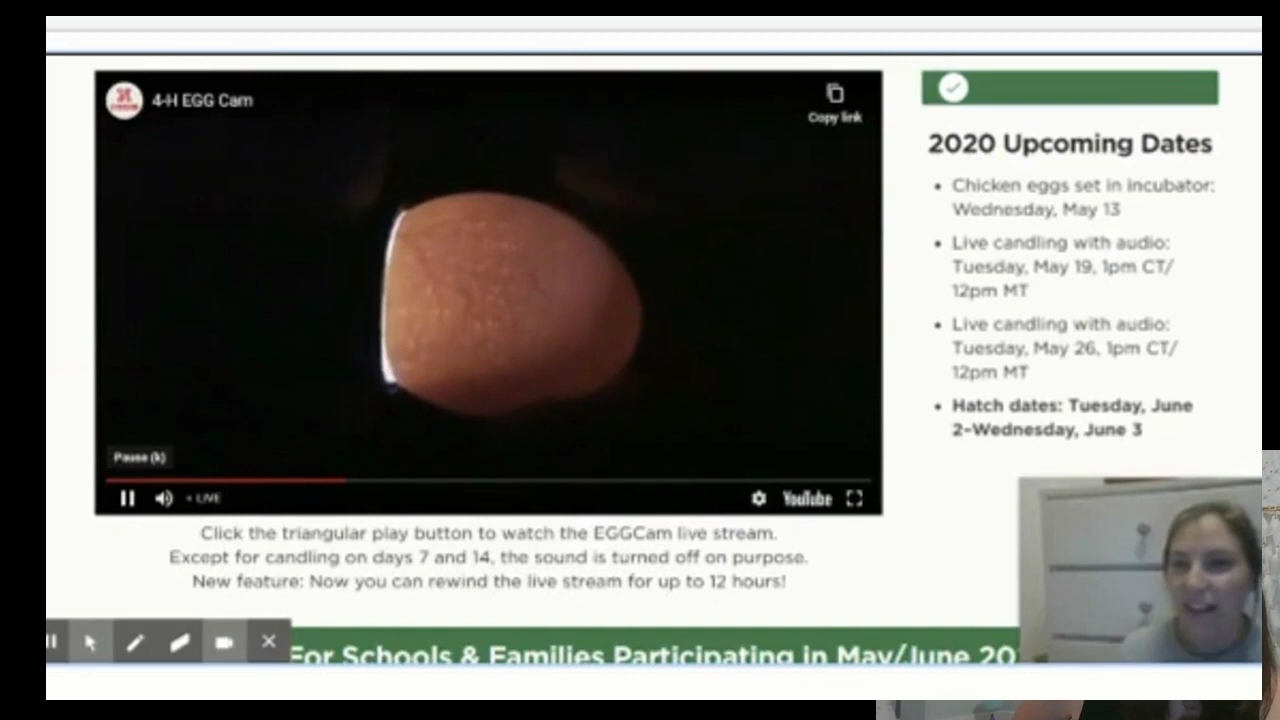 4-H EGG Cam
Copy link
2020 Upcoming Dates
• Chicken eggs set in incubator:
Wednesday, May 13
• Live candling with audio:
Tuesday, May 19, 1pm CT/
12pm MT
• Live candling with audio:
Tuesday, May 26, 1pm CT/
12pm MT
• Hatch dates: Tuesday, June
2-Wednesday, June 3
Pause (k)
• LIVE
YouTube
Click the triangular play button to watch the EGGCam live stream.
Except for candling on days 7 and 14, the sound is turned off on purpose.
New feature: Now you can rewind the live stream for up to 12 hours!
For Schools & Families Participating in May/June 20